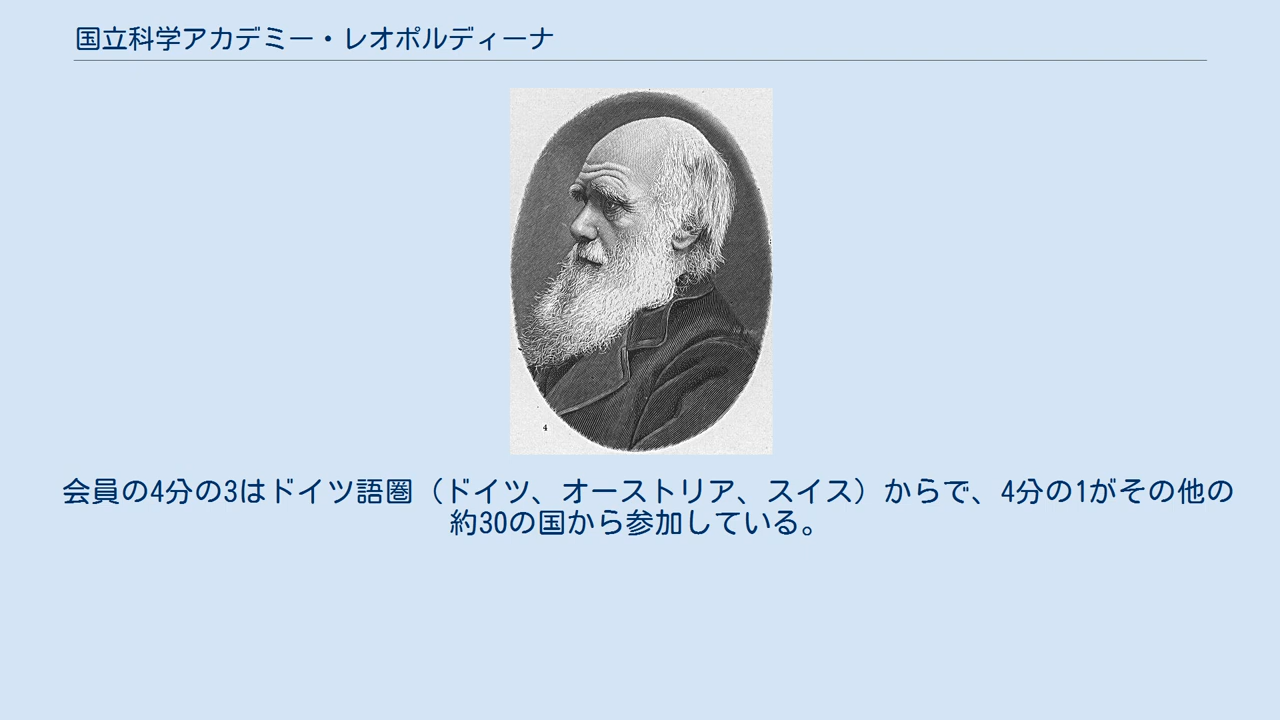 国立科学アカデミー・レオポルディーナ
4
会員の4分の3はドイツ語圏（ドイツ、オーストリア、スイス）からで、4分の1がその他の
約30の国から参加している。